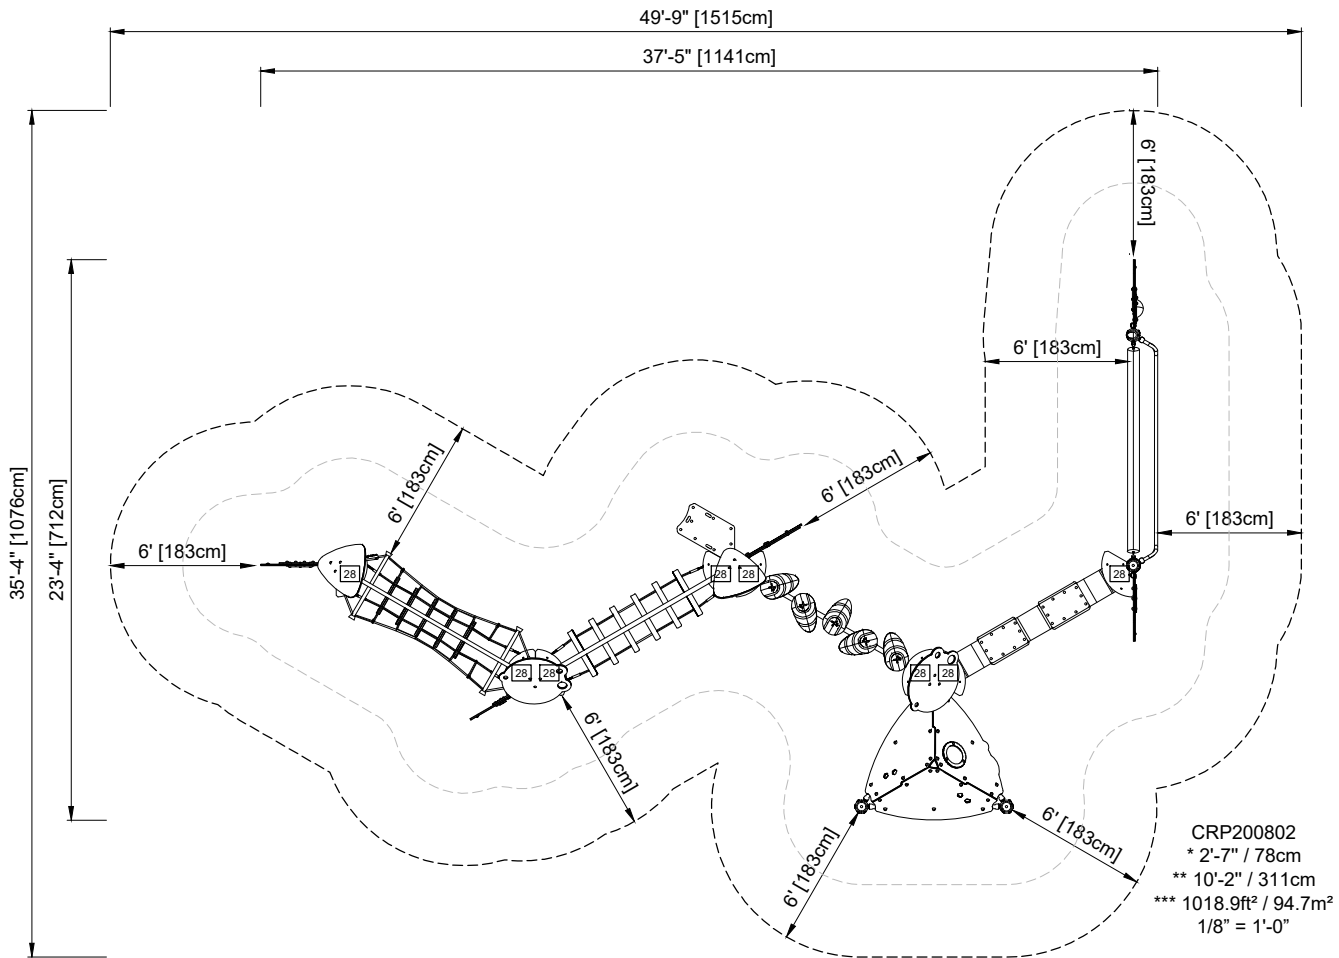 49'-9" [1515cm]
37'-5" [1141cm]
6' [183cm]
6' [183cm]
6' [183cm]
6' [183cm]
6' [183cm]
6' [183cm]
35'-4" [1076cm]
23'-4" [712cm]
28
28 28
28
28 28
28 28
6' [183cm]
6' [183cm]
6' [183cm]
CRP200802
* 2'-7" / 78cm
** 10'-2" / 311cm
*** 1018.9ft² / 94.7m²
1/8” = 1'-0”